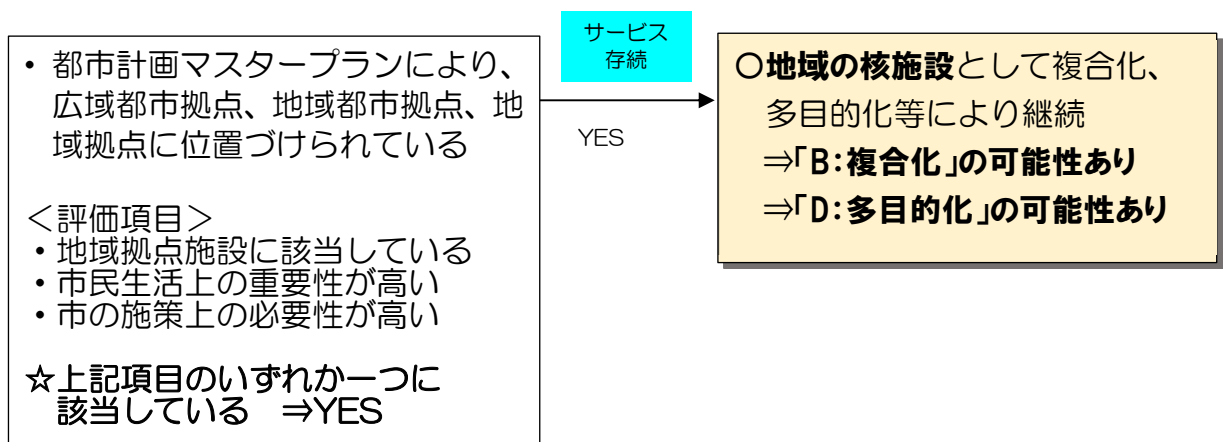 ・都市計画マスタープランにより、
広域都市拠点、地域都市拠点、地
域拠点に位置づけられている
＜評価項目＞
・地域拠点施設に該当している
・市民生活上の重要性が高い
・市の施策上の必要性が高い
☆上記項目のいずれか一つに
該当している　⇒YES
サービス
存続
YES
〇地域の核施設として複合化、
多目的化等により継続
⇒「B：複合化」の可能性あり
⇒「D：多目的化」の可能性あり